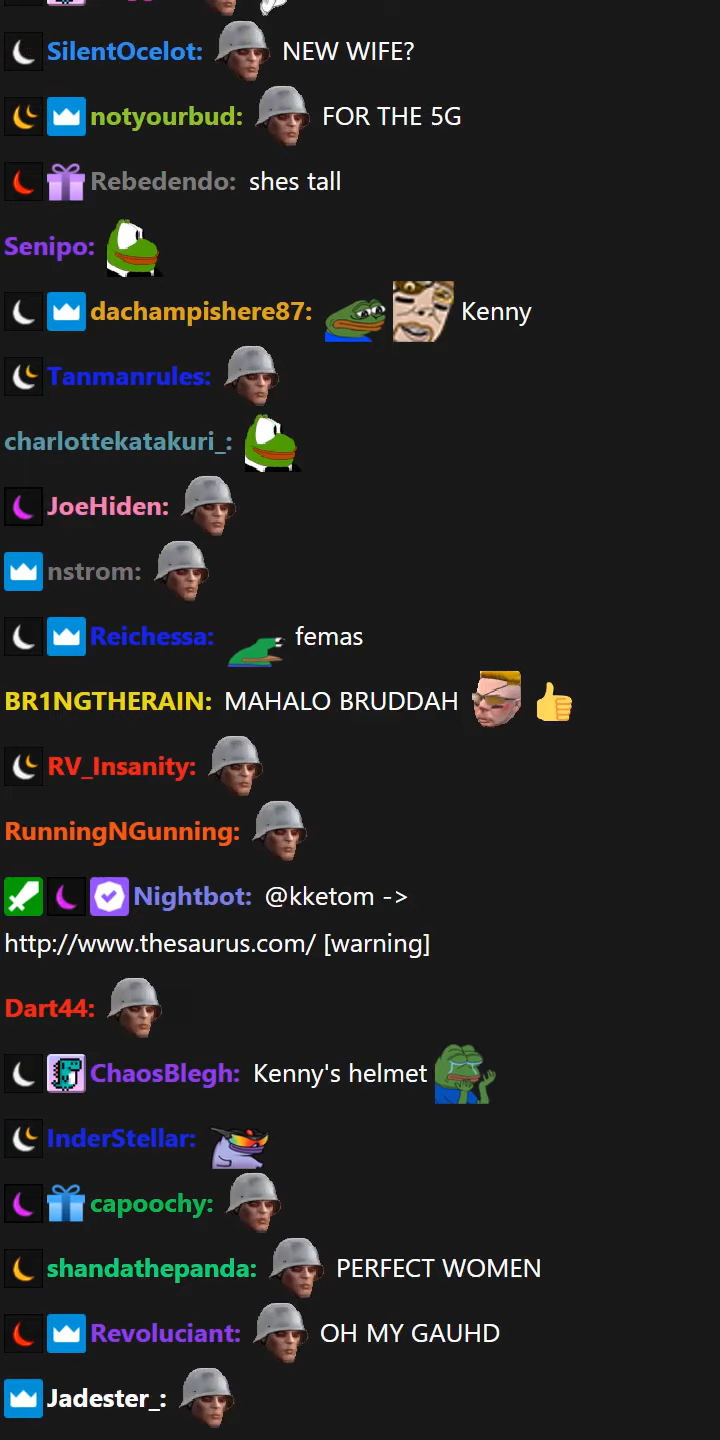 SilentOcelot: NEW WIFE?
notyourbud: FOR THE 5G
Rebedendo: shes tall
Senipo:
dachampishere87: Kenny
Tanmanrules:
charlottekatakuri_:
JoeHiden:
nstrom:
Reichessa: femas
BR1NGTHERAIN: MAHALO BRUDDAH
RV_Insanity:
RunningNGunning:
Nightbot: @kketom ->
http://www.thesaurus.com/ [warning]
Dart44:
ChaosBlegh: Kenny's helmet
InderStellar:
capoochy:
shandathepanda: PERFECT WOMEN
Revoluciant: OH MY GAUHD
Jadester_: